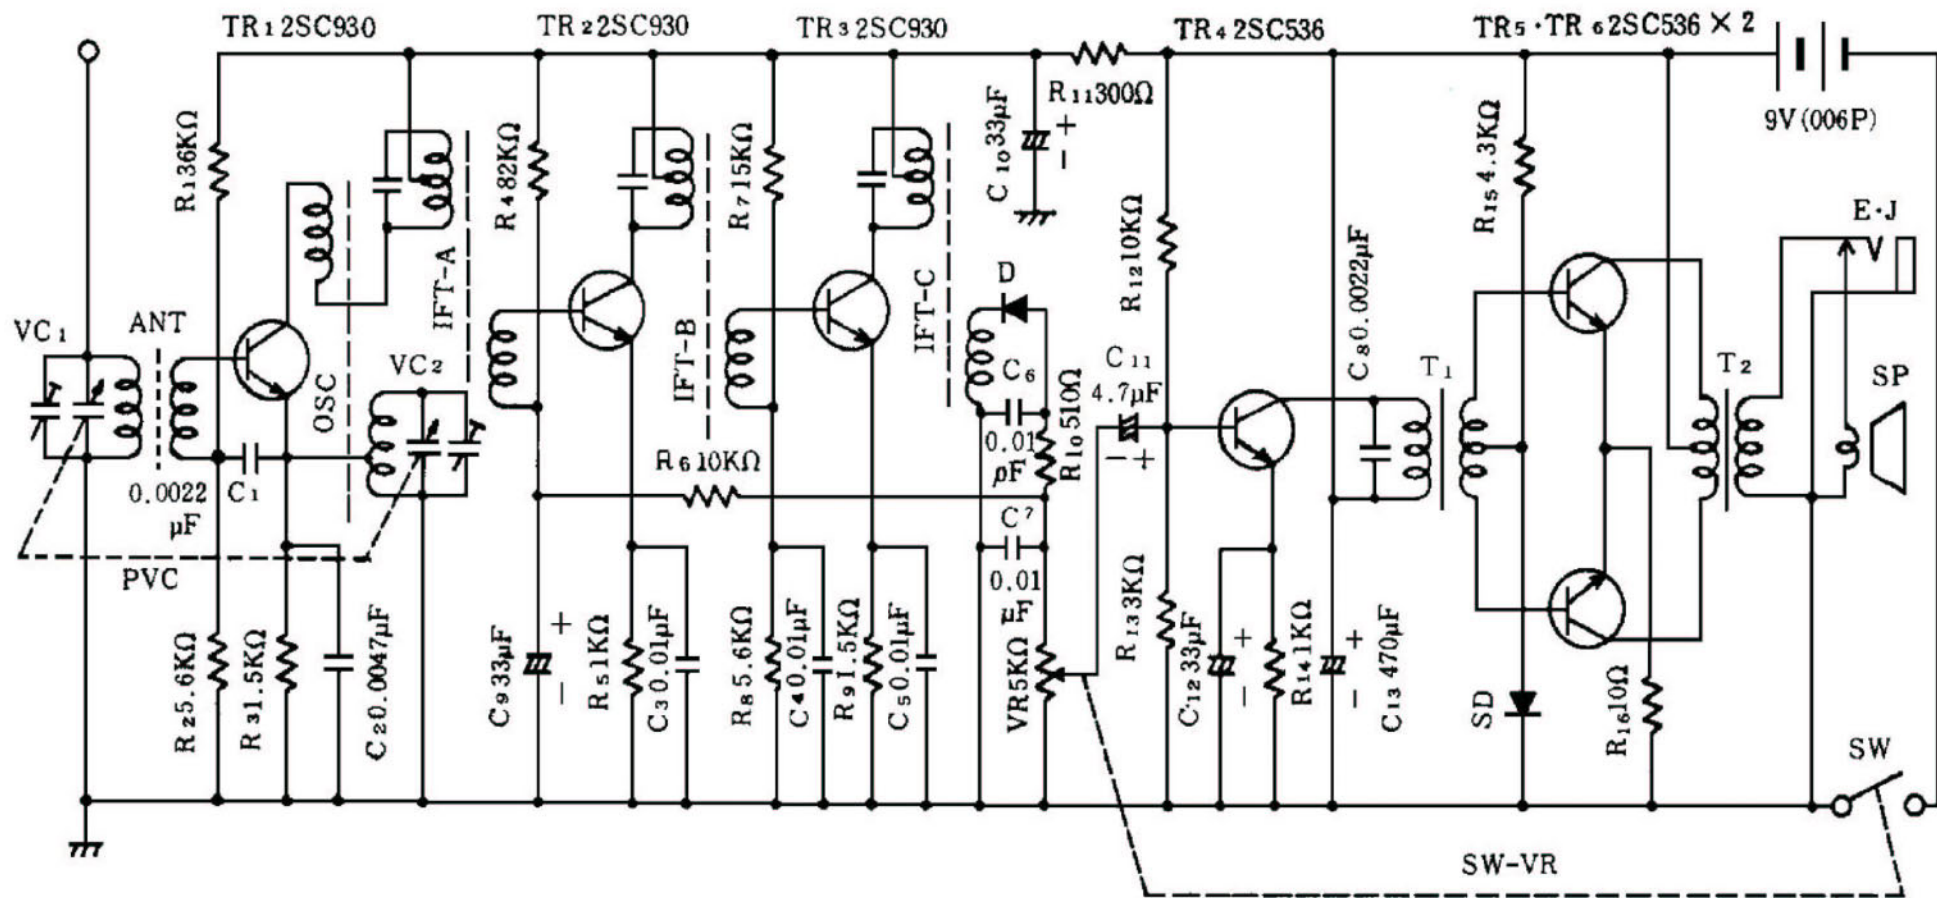 TR1 2SC930
TR2 2SC930
TR3 2SC930
TR4 2SC536
TR5・TR6 2SC536×2
R1 36KΩ
R4 82KΩ
R7 15KΩ
C10 33μF
+
-
R11 300Ω
9V(006P)
R12 10KΩ
R15 4.3KΩ
E・J
VC1
ANT
OSC
IFT-A
VC2
IFT-B
IFT-C
D
C6
0.01
pF
R10 510Ω
C11
4.7μF
- +
C8 0.0022μF
T1
T2
SP
0.0022
μF
C1
R6 10KΩ
C7
0.01
μF
PVC
R2 5.6KΩ
R3 1.5KΩ
C2 0.0047μF
C9 33μF
+
-
R5 1KΩ
C3 0.01μF
R8 5.6KΩ
C4 0.01μF
R9 1.5KΩ
C5 0.01μF
VR5KΩ
R13 3KΩ
C12 33μF
+
-
R14 1KΩ
+
-
C13 470μF
SD
R16 10Ω
SW
SW-VR